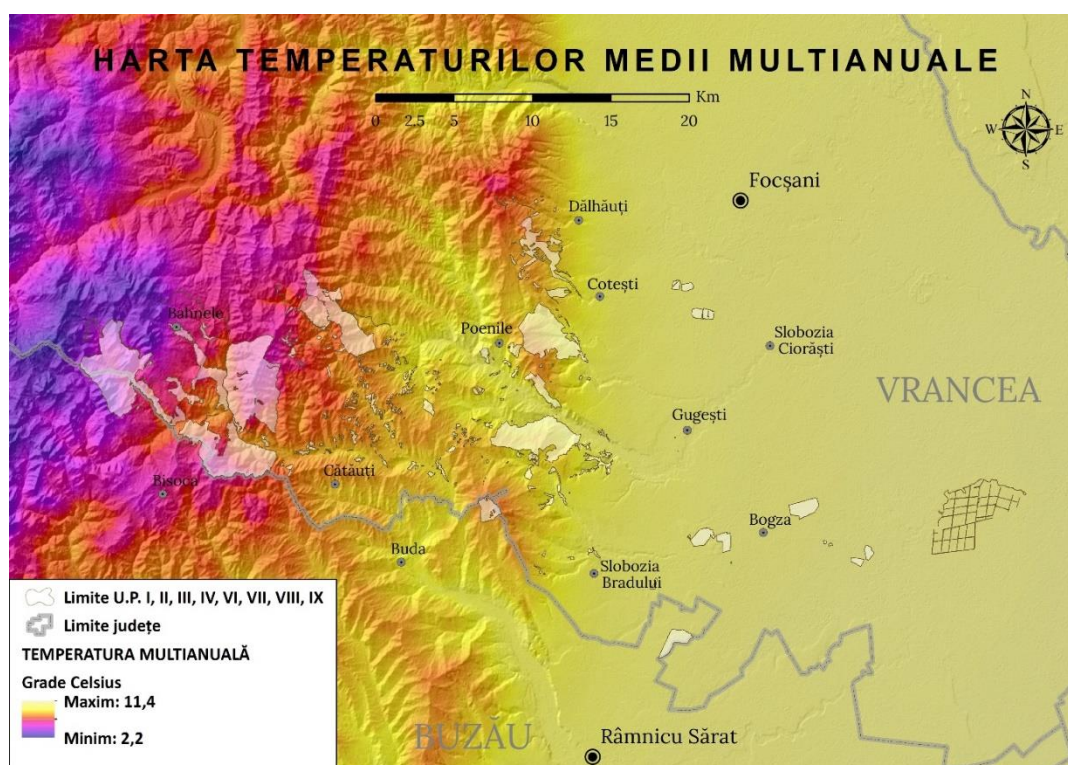 HARTA TEMPERATURILOR MEDII MULTIANUALE
Km
0 2,5 5 10 15 20
N
W E
S
Focșani
Dălhăuți
Cotești
Bahnele
Poenile
Slobozia
Ciorăști
VRANCEA
Gugești
Cătăuți
Bisoca
Bogza
Buda
Slobozia
Bradului
Limite U.P. I, II, III, IV, VI, VII, VIII, IX
Limite județe
TEMPERATURA MULTIANUALĂ
Grade Celsius
Maxim: 11,4
Minim: 2,2
BUZĂU
Râmnicu Sărat